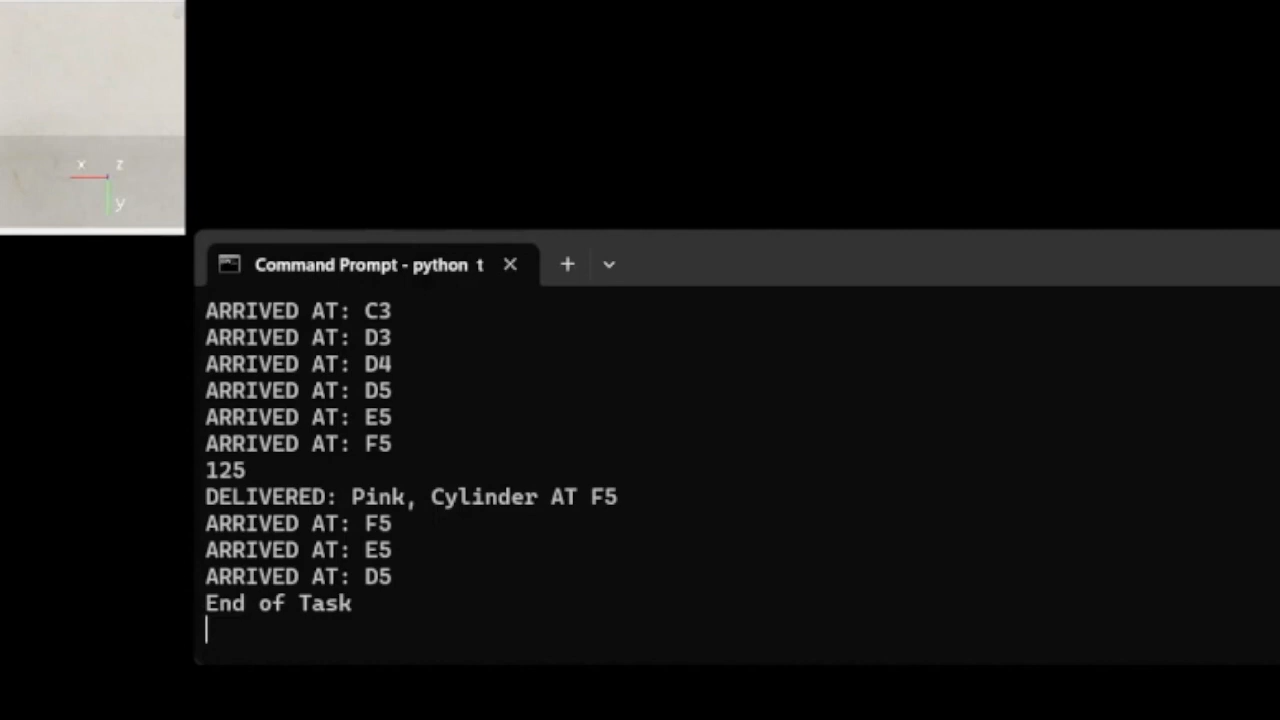 x z
y
Command Prompt - python t
ARRIVED AT: C3
ARRIVED AT: D3
ARRIVED AT: D4
ARRIVED AT: D5
ARRIVED AT: E5
ARRIVED AT: F5
125
DELIVERED: Pink, Cylinder AT F5
ARRIVED AT: F5
ARRIVED AT: E5
ARRIVED AT: D5
End of Task